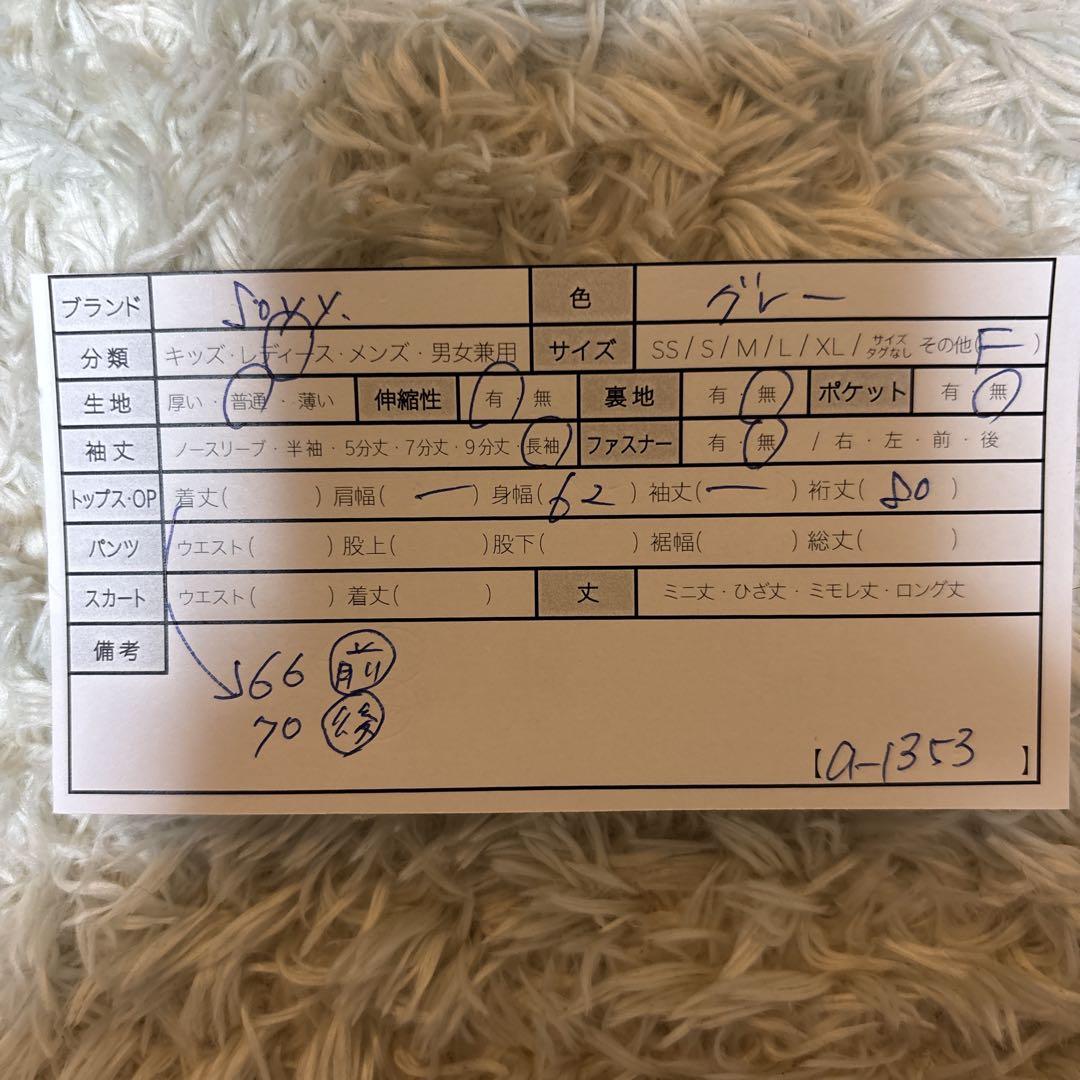 ブランド soyy. 色 グレー
分類 キッズ・レディース・メンズ・男女兼用 サイズ SS/S/M/L/XL/サイズタグなし その他(F)
生地 厚い・普通・薄い 伸縮性 有・無 裏地 有・無 ポケット 有・無
袖丈 ノースリーブ・半袖・5分丈・7分丈・9分丈・長袖 ファスナー 有・無 / 右・左・前・後
トップス・OP 着丈( ) 肩幅(ー) 身幅(62) 袖丈(ー) 裄丈(80)
パンツ ウエスト( ) 股上( ) 股下( ) 裾幅( ) 総丈( )
スカート ウエスト( ) 着丈( ) 丈 ミニ丈・ひざ丈・ミモレ丈・ロング丈
備考
66 前
70 後
【a-1353】